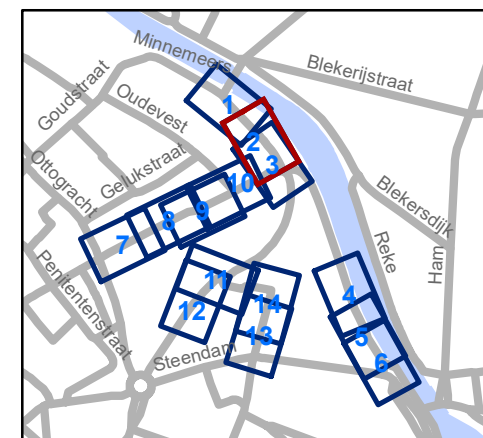 Minnemeers
Blekerijstraat
Goudstraat
Oudevest
1
2
Gelukstraat
3
Ottogracht
10
Blekersdijk
9
8
7
Reke
Ham
Penitentenstraat
11
4
14
12
5
13
Steendam
6